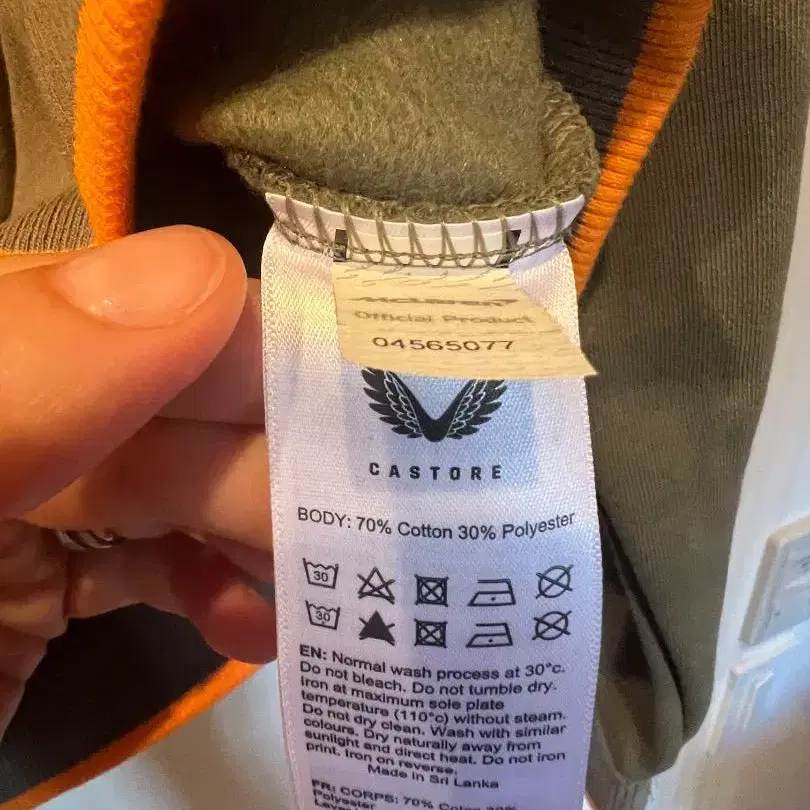 McLaren
Official Product
04565077
CASTORE
BODY: 70% Cotton 30% Polyester
30
30
EN: Normal wash process at 30°c.
Do not bleach. Do not tumble dry.
Iron at maximum sole plate
temperature (110°c) without steam.
Do not dry clean. Wash with similar
colours. Dry naturally away from
sunlight and direct heat. Do not iron
print. Iron on reverse.
Made in Sri Lanka
FR: CORPS: 70% Coton 30%
Polyester